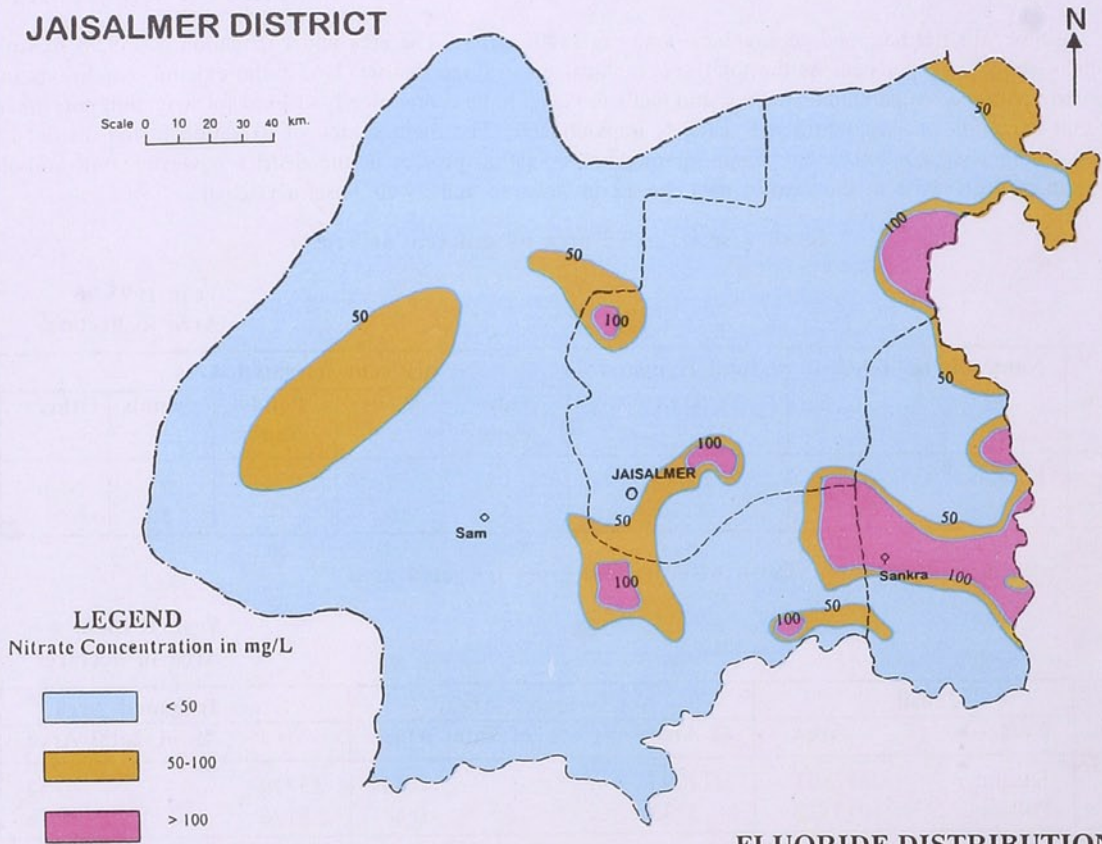 JAISALMER DISTRICT
N
Scale 0 10 20 30 40 km.
50
100
50
100
50
50
100
JAISALMER
50
Sam
50
Sankra
100
100
50
100
LEGEND
Nitrate Concentration in mg/L
< 50
50-100
> 100
FLUORIDE DISTRIBUTION